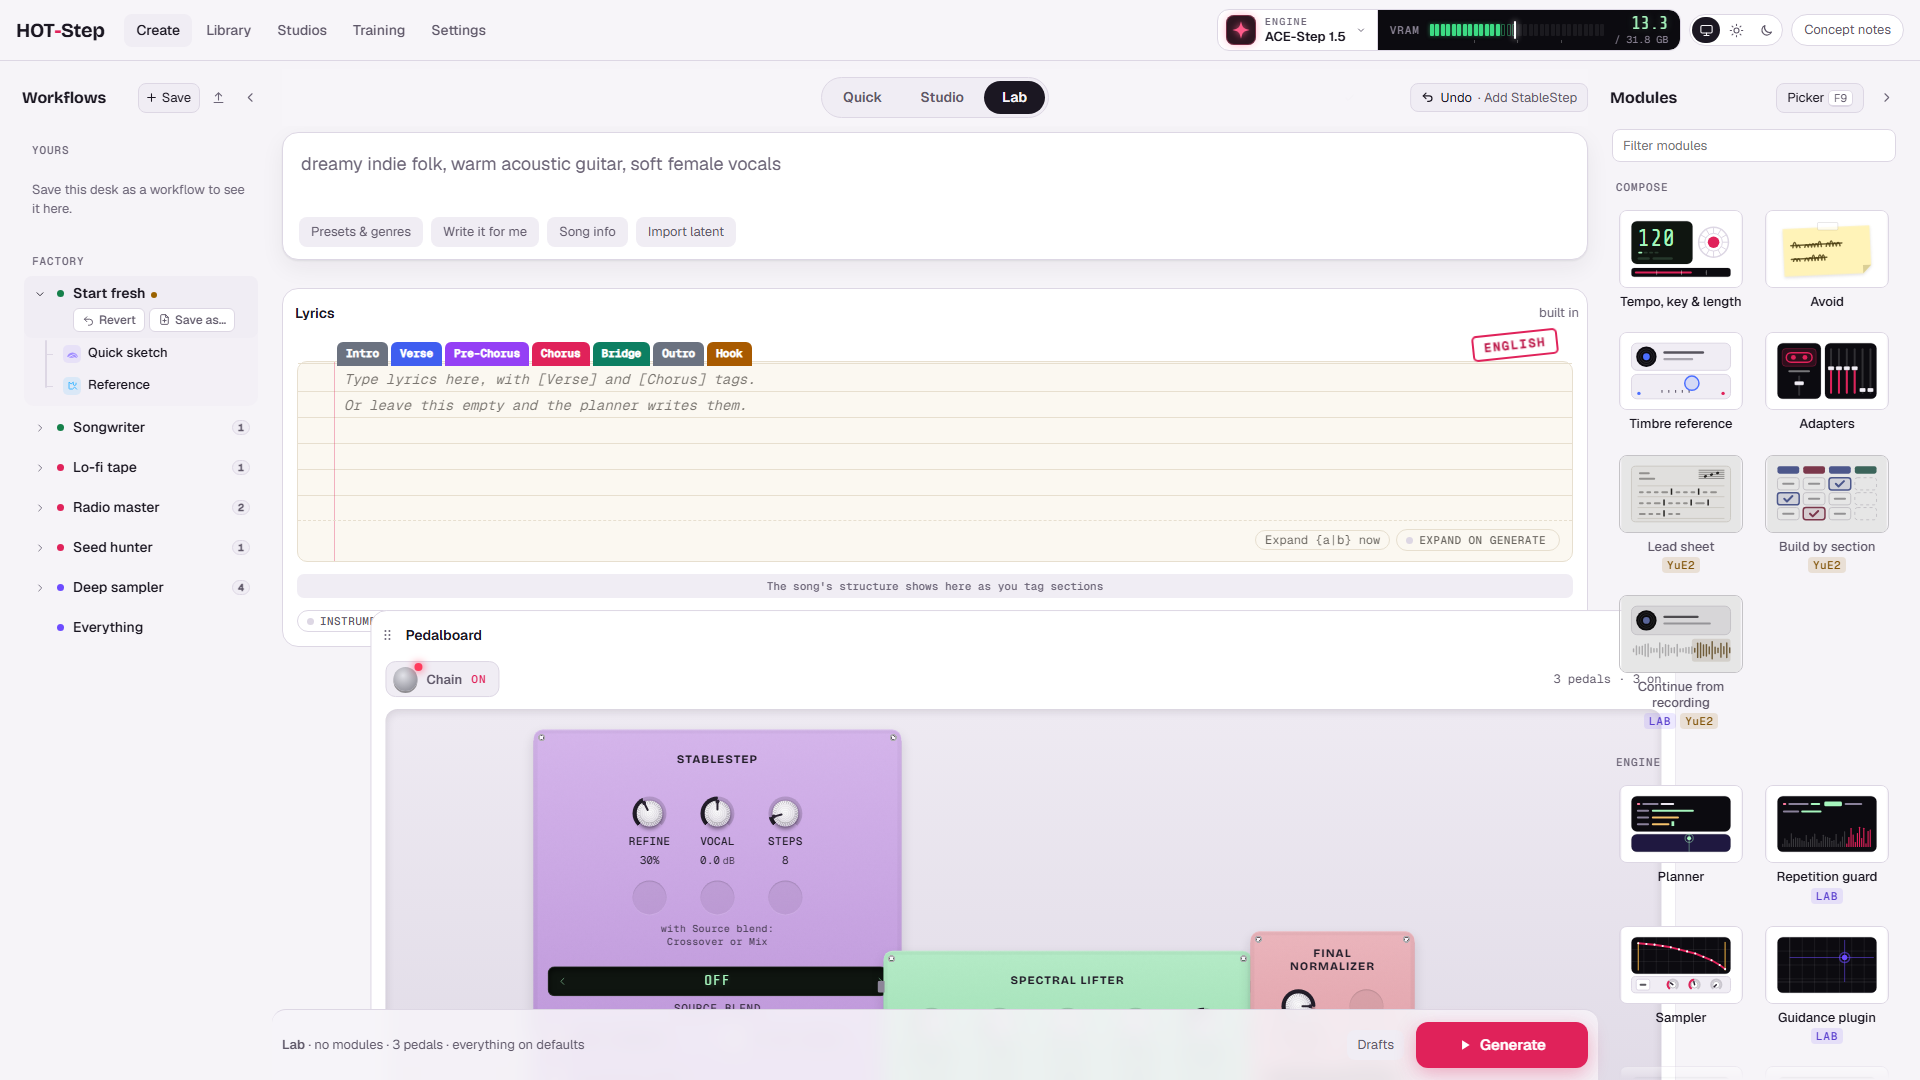 HOT-Step
Create
Library
Studios
Training
Settings
ENGINE
ACE-Step 1.5
VRAM
13.3
/ 31.8 GB
Concept notes
Workflows
+ Save
Quick
Studio
Lab
Undo · Add StableStep
Modules
Picker F9
YOURS
Save this desk as a workflow to see
it here.
FACTORY
Start fresh
Revert
Save as...
Quick sketch
Reference
Songwriter 1
Lo-fi tape 1
Radio master 2
Seed hunter 1
Deep sampler 4
Everything
dreamy indie folk, warm acoustic guitar, soft female vocals
Presets & genres
Write it for me
Song info
Import latent
Lyrics
built in
Intro
Verse
Pre-Chorus
Chorus
Bridge
Outro
Hook
ENGLISH
Type lyrics here, with [Verse] and [Chorus] tags.
Or leave this empty and the planner writes them.
Expand {a|b} now
EXPAND ON GENERATE
The song's structure shows here as you tag sections
Pedalboard
Chain ON
3 pedals · 3 on
STABLESTEP
REFINE
VOCAL
STEPS
30%
0.0 dB
8
with Source blend:
Crossover or Mix
OFF
SOURCE BLEND
SPECTRAL LIFTER
FINAL
NORMALIZER
Lab · no modules · 3 pedals · everything on defaults
Drafts
Generate
Filter modules
COMPOSE
120
Tempo, key & length
Avoid
Timbre reference
Adapters
Lead sheet
YuE2
Build by section
YuE2
Continue from
recording
LAB YuE2
ENGINE
Planner
Repetition guard
LAB
Sampler
Guidance plugin
LAB